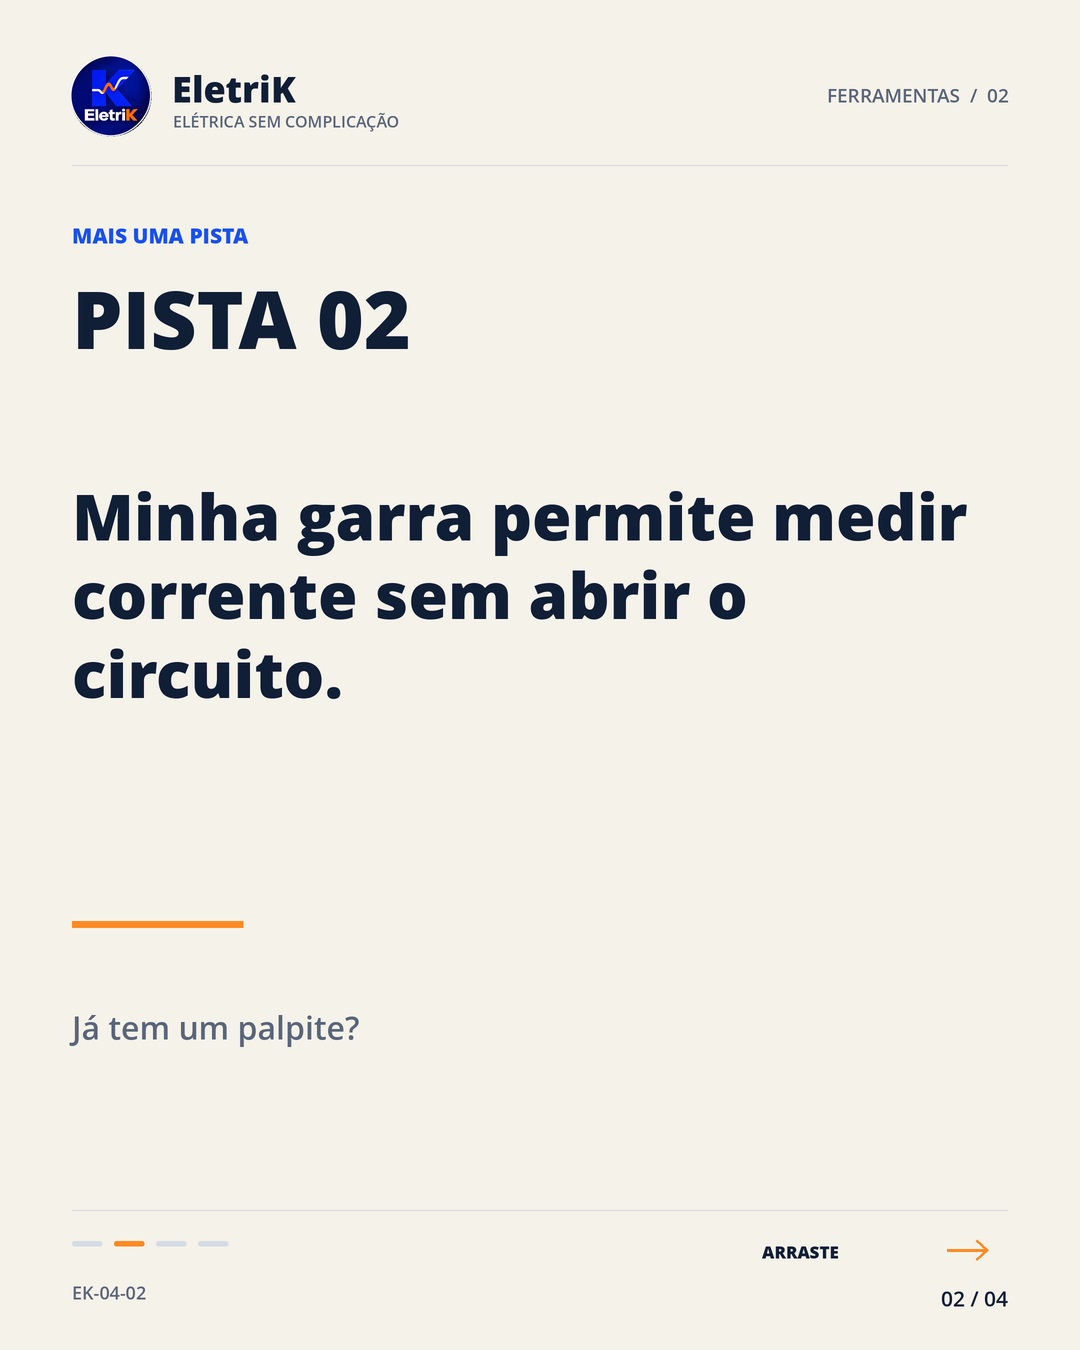 EletriK
EletriK
ELÉTRICA SEM COMPLICAÇÃO
FERRAMENTAS / 02
MAIS UMA PISTA
PISTA 02
Minha garra permite medir
corrente sem abrir o
circuito.
Já tem um palpite?
ARRASTE
EK-04-02
02 / 04